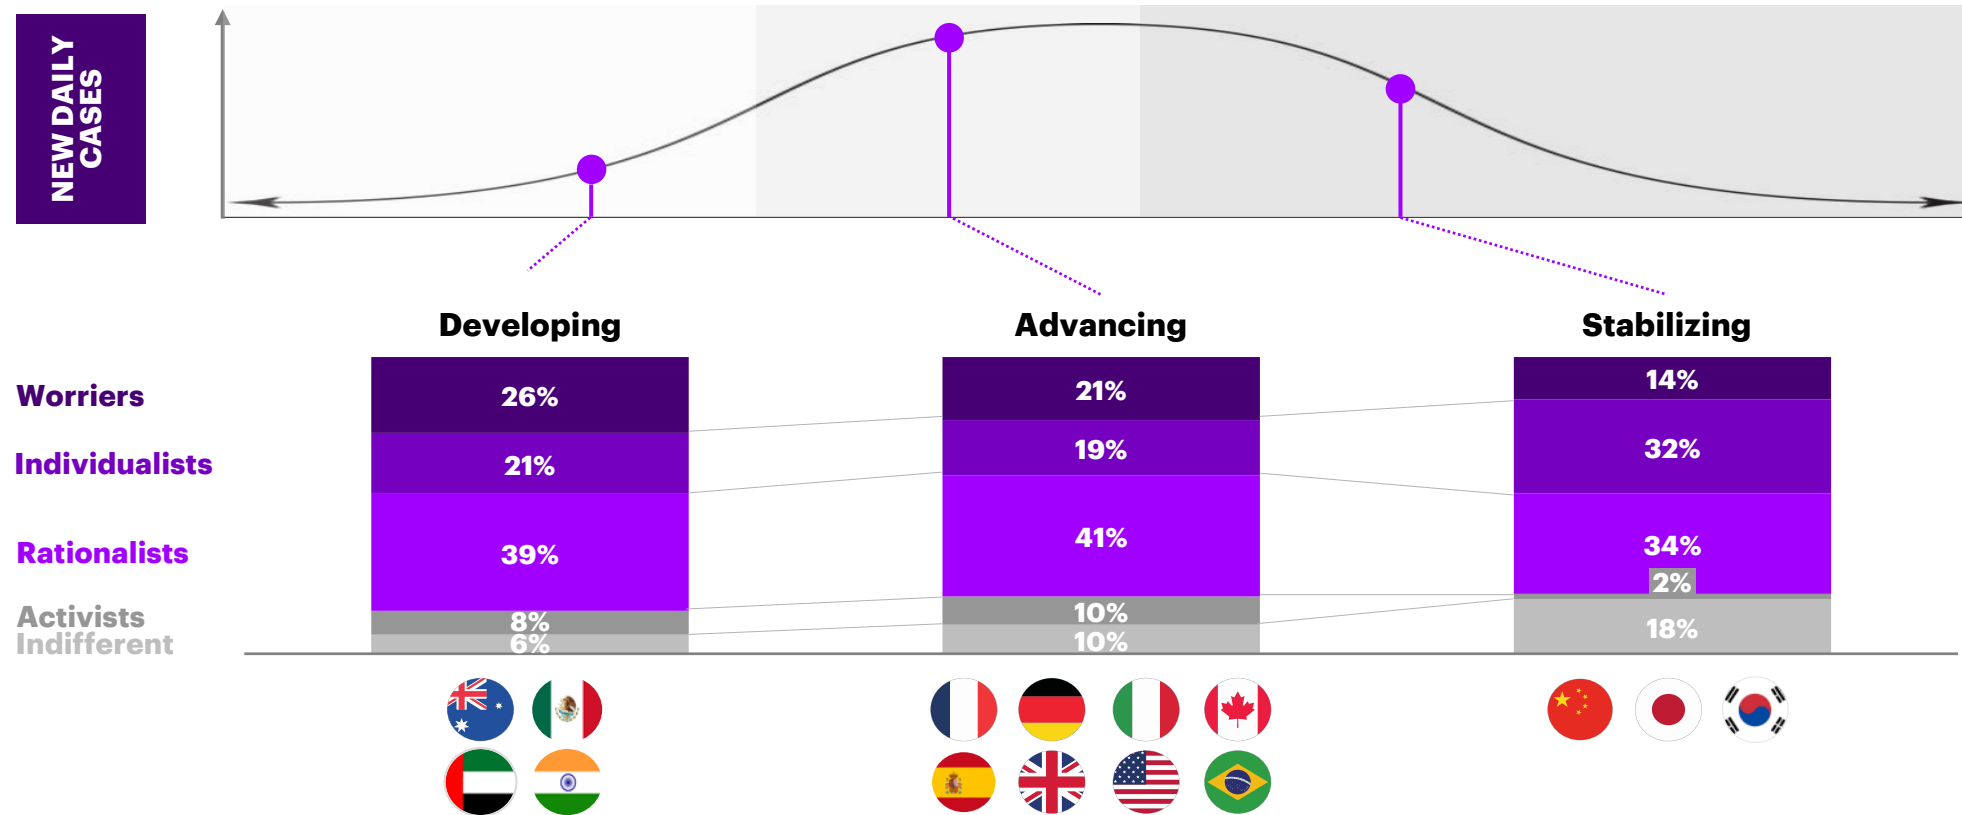 NEW DAILY
CASES
Developing
Advancing
Stabilizing
Worriers
26%
21%
14%
Individualists
21%
19%
32%
Rationalists
39%
41%
34%
2%
Activists
8%
10%
Indifferent
6%
10%
18%